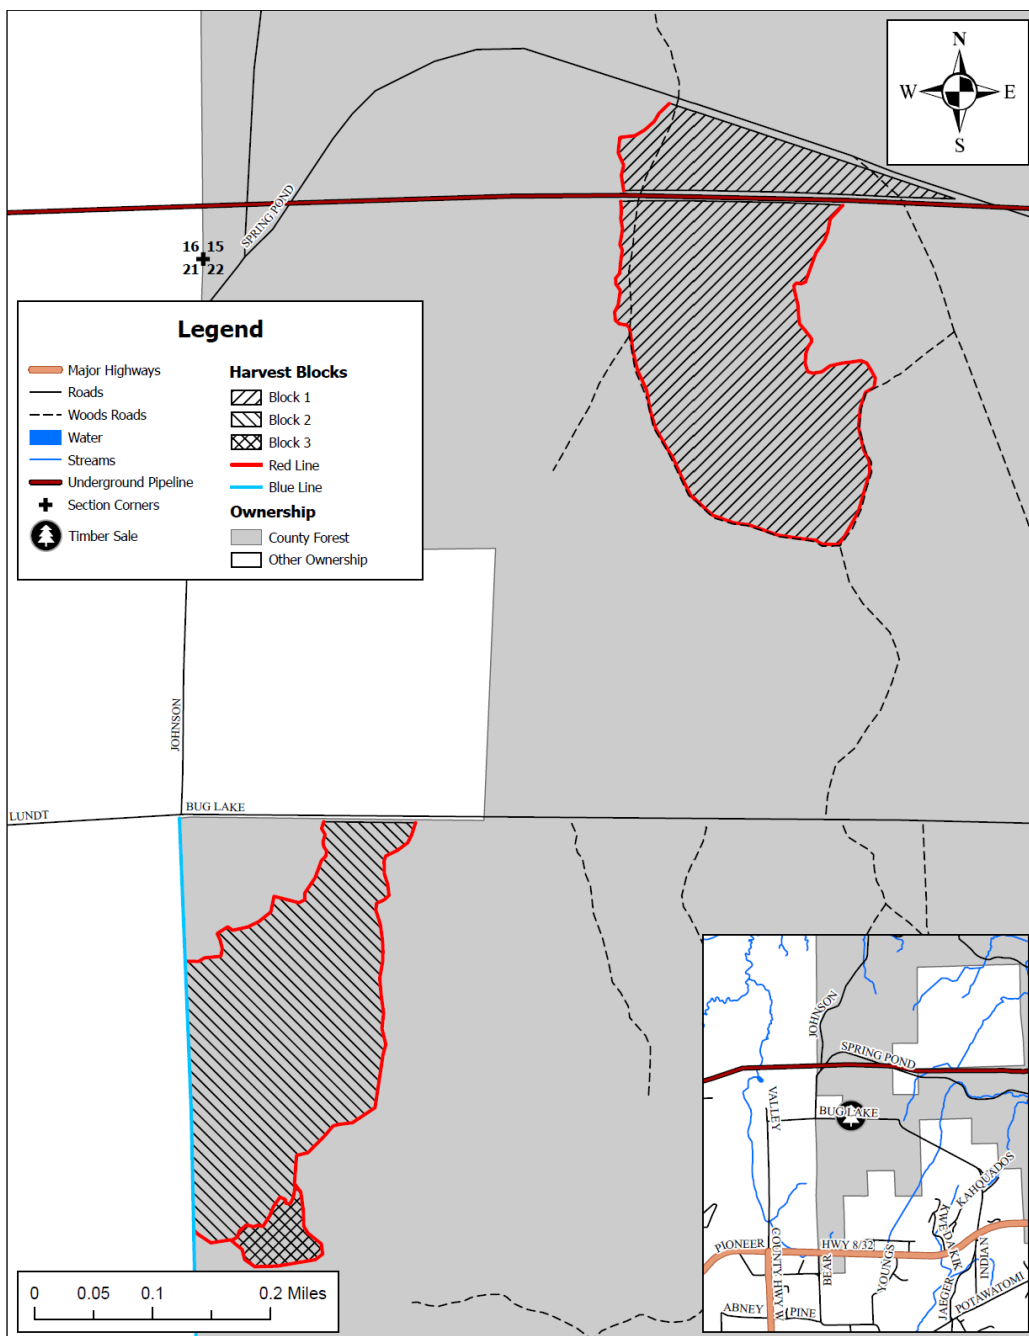 N
W E
S
SPRING POND
16 15
21 22
Legend
Major Highways
Roads
Woods Roads
Water
Streams
Underground Pipeline
Section Corners
Timber Sale
Harvest Blocks
Block 1
Block 2
Block 3
Red Line
Blue Line
Ownership
County Forest
Other Ownership
JOHNSON
LUNDT
BUG LAKE
0 0.05 0.1 0.2 Miles
JOHNSON
SPRING POND
VALLEY
BUG LAKE
KAHQUADOS
KWEDA KIK
PIONEER
COUNTY HWY W
BEAR
HWY 8/32
YOUNGS
INDIAN
JAEGER
POTAWATOMI
ABNEY
PINE